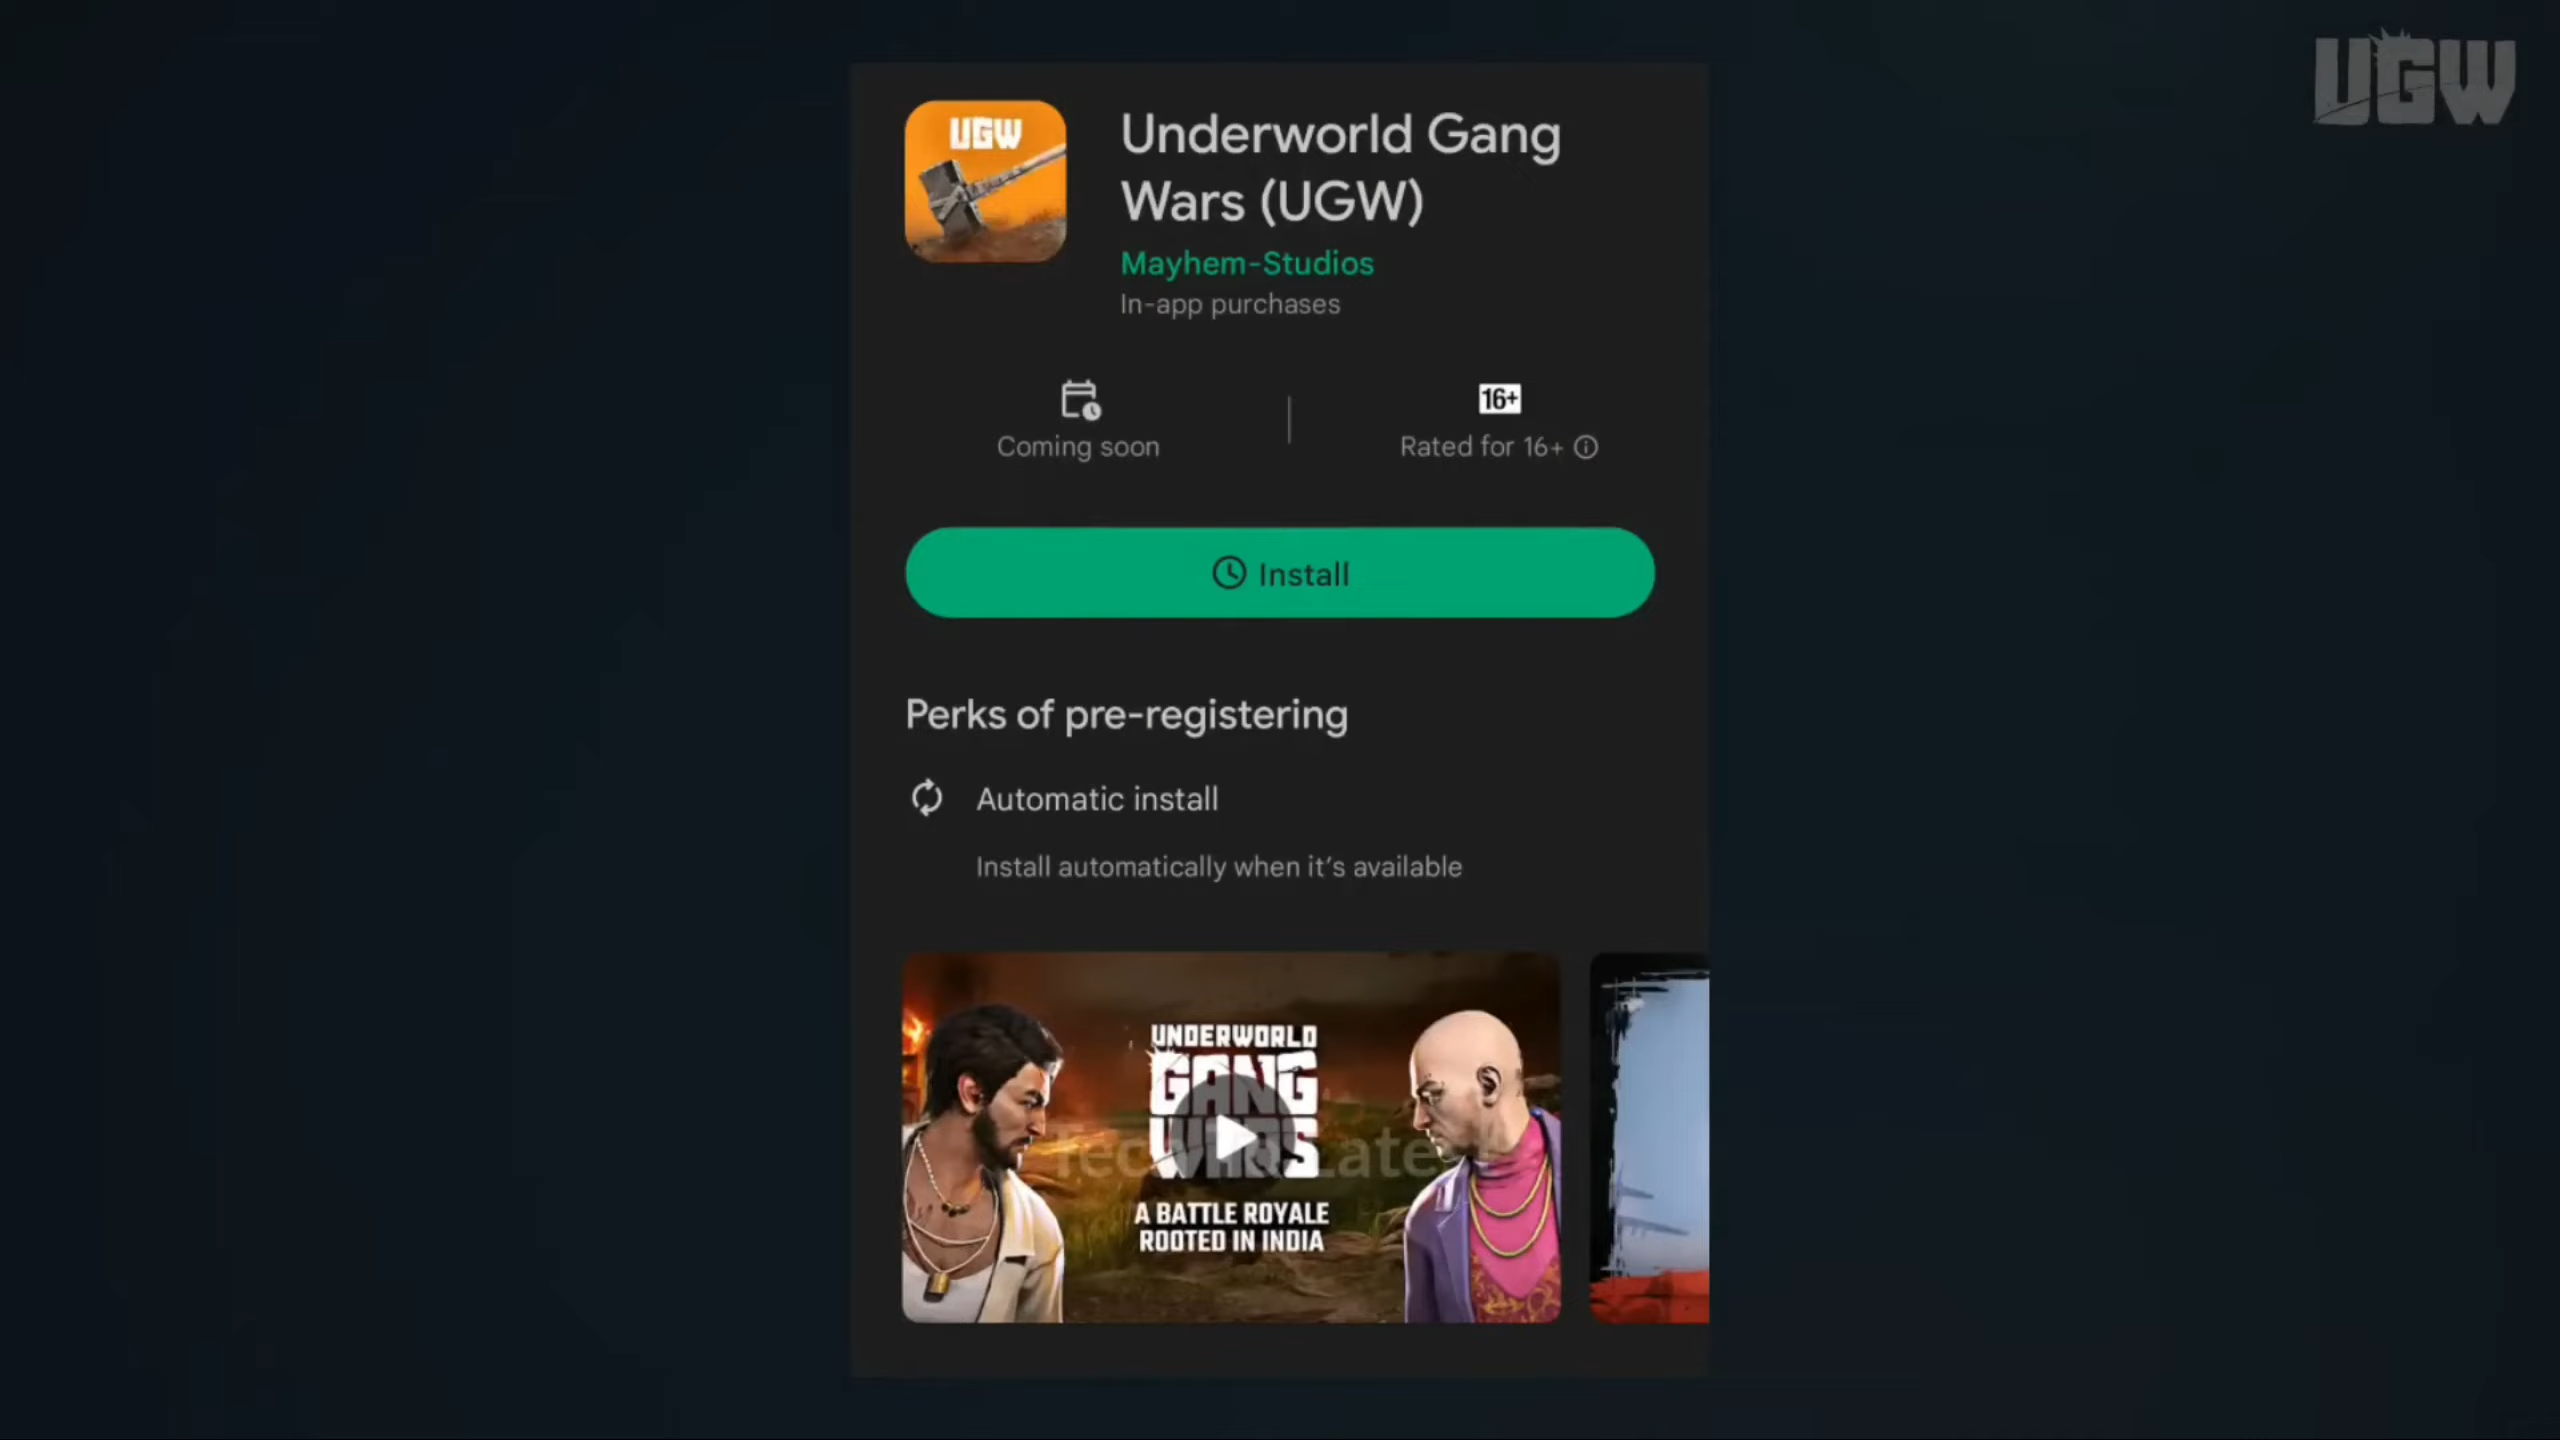 UGW
UGW
Underworld Gang
Wars (UGW)
Mayhem-Studios
In-app purchases
Coming soon
16+
Rated for 16+
Install
Perks of pre-registering
Automatic install
Install automatically when it's available
UNDERWORLD
GANG
WARS
A BATTLE ROYALE
ROOTED IN INDIA